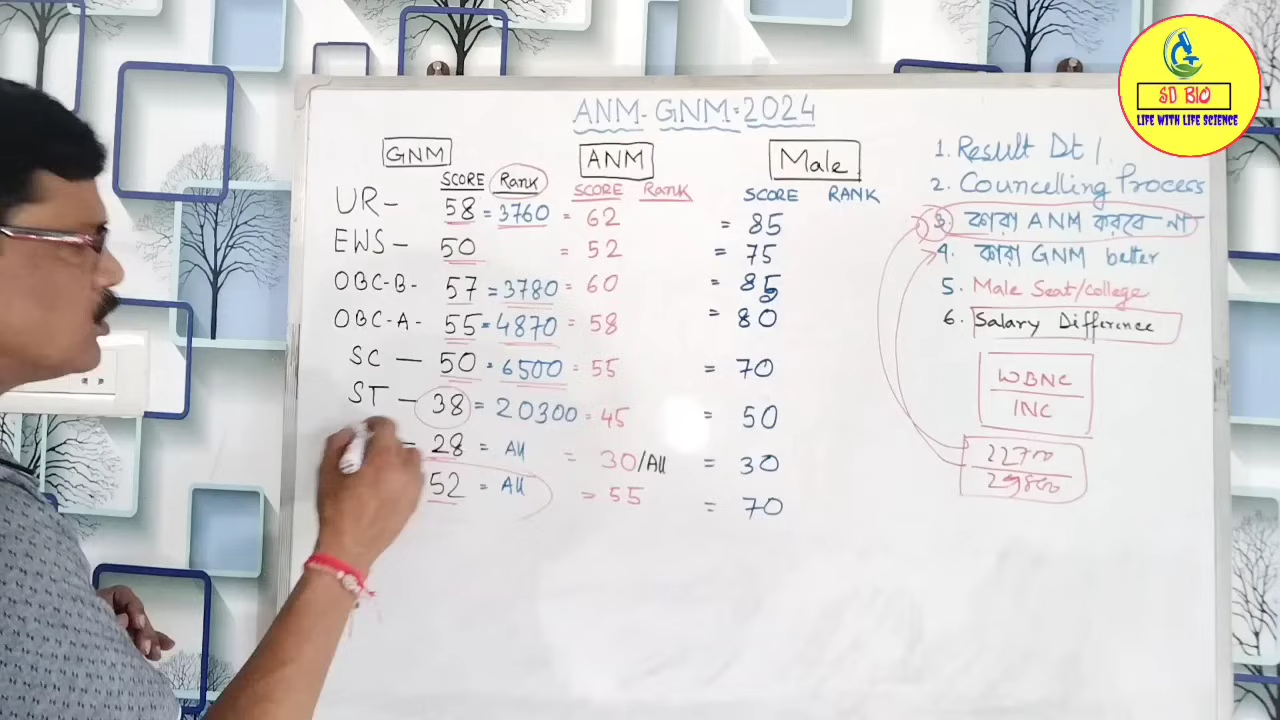 ANM-GNM-2024
GNM ANM Male
SCORE Rank SCORE Rank SCORE RANK
UR- 58 = 3760 = 62 = 85
EWS- 50 = 52 = 75
OBC-B- 57 = 3780 = 60 = 85
OBC-A- 55 = 4870 = 58 = 80
SC - 50 = 6500 = 55 = 70
ST - 38 = 20300 = 45 = 50
- 28 = All = 30/All = 30
52 = All = 55 = 70
1. Result Dt
2. Councelling Process
3. কারা ANM করবে না
4. কারা GNM better
5. Male Seat/College
6. Salary Difference
WBNC
INC
22700
29800
SD BIO
LIFE WITH LIFE SCIENCE